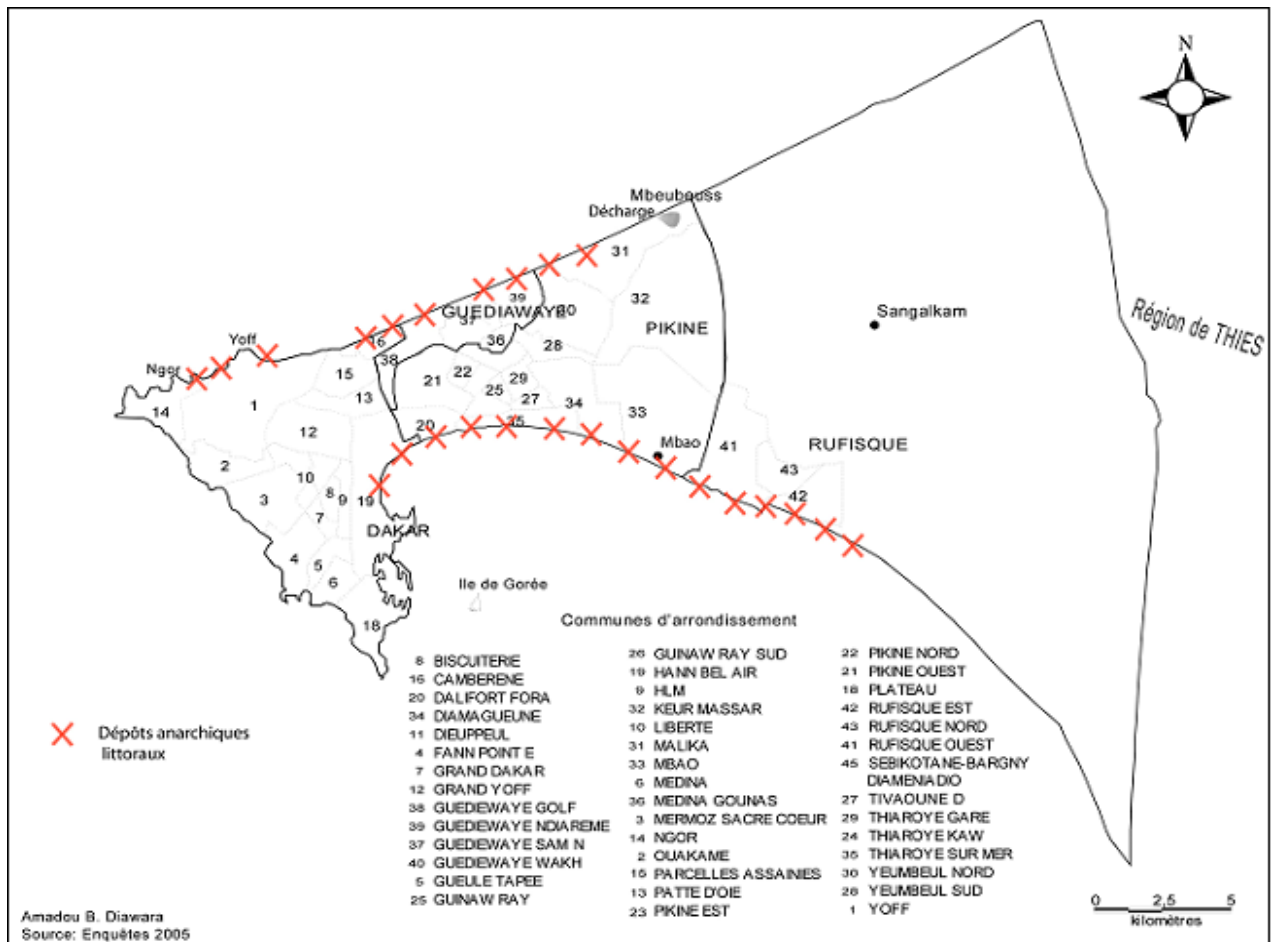 N
Mbeubouss
Décharge
31
39
GUEDIAWAYE
30
32
37
PIKINE
Sangalkam
Région de THIES
Yoff
16
36
28
Ngor
38
15
22
29
21
25
27
13
14
1
34
33
20
35
12
Mbao
41
RUFISQUE
2
43
10
8
9
19
42
3
7
DAKAR
4
5
6
Ile de Gorée
18
Communes d'arrondissement
8 BISCUITERIE
16 CAMBERENE
20 DALIFORT FORA
34 DIAMAGUEUNE
11 DIEUPPEUL
4 FANN POINT E
7 GRAND DAKAR
12 GRAND YOFF
38 GUEDIEWAYE GOLF
39 GUEDIEWAYE NDIAREME
37 GUEDIEWAYE SAM N
40 GUEDIEWAYE WAKH
5 GUEULE TAPEE
25 GUINAW RAY
26 GUINAW RAY SUD
19 HANN BEL AIR
9 HLM
32 KEUR MASSAR
10 LIBERTE
31 MALIKA
33 MBAO
6 MEDINA
36 MEDINA GOUNAS
3 MERMOZ SACRE COEUR
14 NGOR
2 OUAKAME
15 PARCELLES ASSAINIES
13 PATTE D'OIE
23 PIKINE EST
22 PIKINE NORD
21 PIKINE OUEST
18 PLATEAU
42 RUFISQUE EST
43 RUFISQUE NORD
41 RUFISQUE OUEST
45 SEBIKOTANE-BARGNY
DIAMENIADIO
27 TIVAOUNE D
29 THIAROYE GARE
24 THIAROYE KAW
35 THIAROYE SUR MER
30 YEUMBEUL NORD
28 YEUMBEUL SUD
1 YOFF
Dépôts anarchiques
littoraux
0 2,5 5
kilomètres
Amadou B. Diawara
Source: Enquêtes 2005